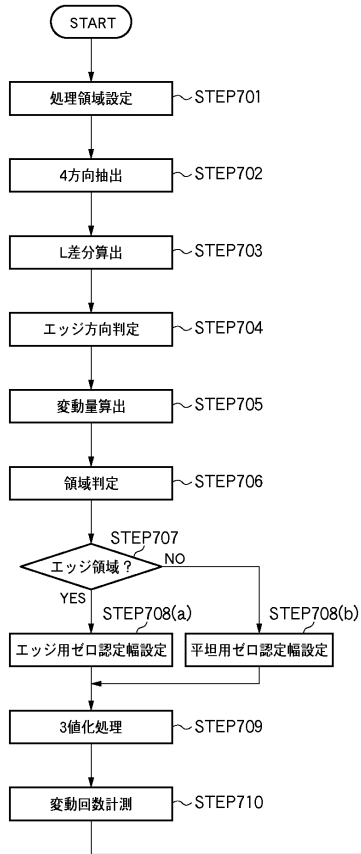 START
処理領域設定 STEP701
4方向抽出 STEP702
L差分算出 STEP703
エッジ方向判定 STEP704
変動量算出 STEP705
領域判定 STEP706
STEP707
エッジ領域？ NO
YES
STEP708(a) STEP708(b)
エッジ用ゼロ認定幅設定 平坦用ゼロ認定幅設定
3値化処理 STEP709
変動回数計測 STEP710